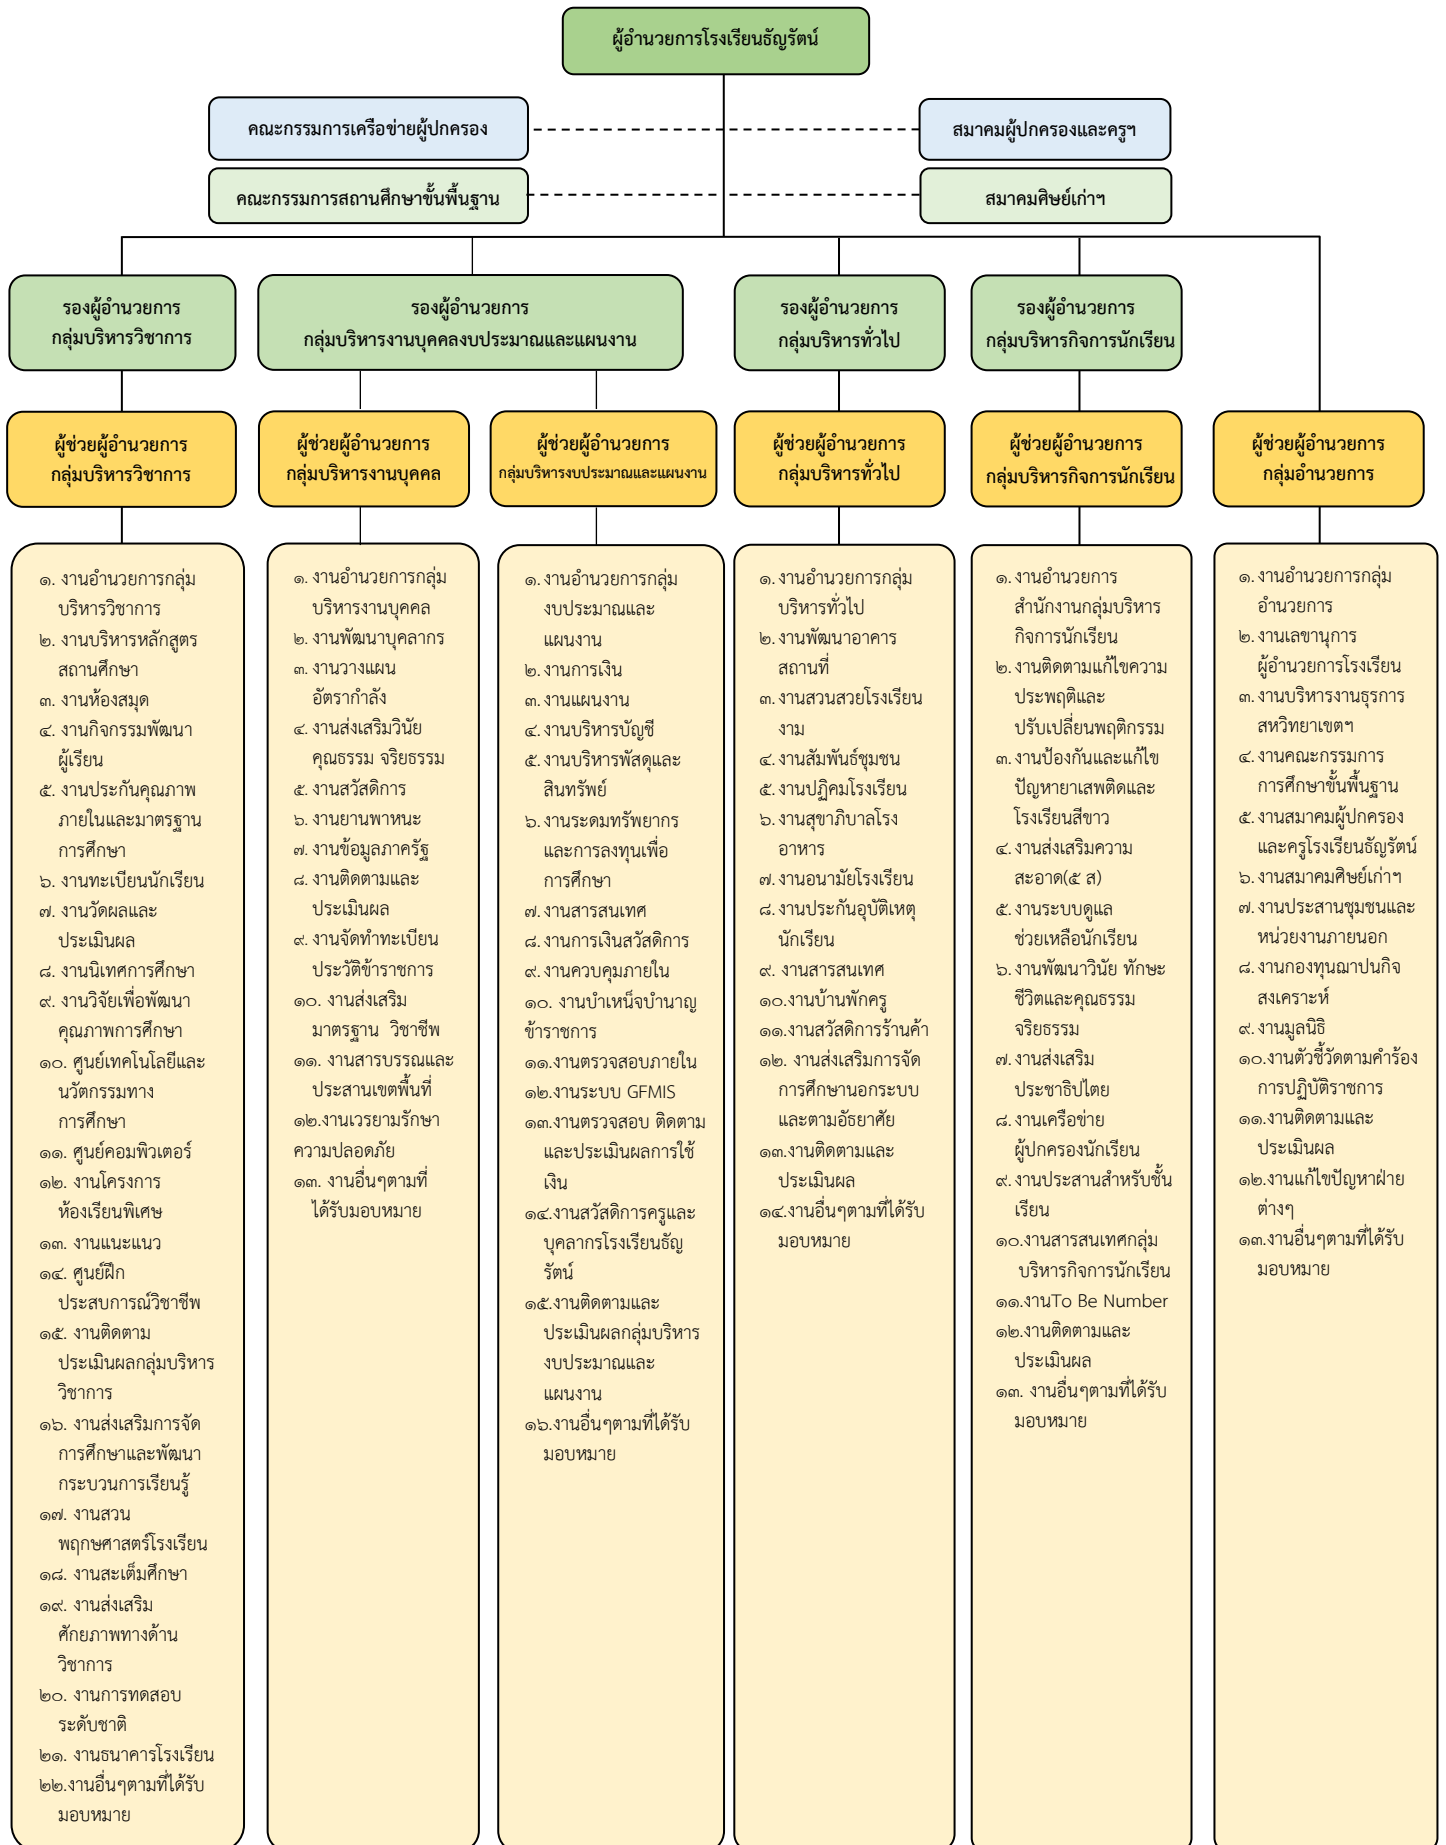 ผู้อำนวยการโรงเรียนธัญรัตน์
คณะกรรมการเครือข่ายผู้ปกครอง
สมาคมผู้ปกครองและครูฯ
คณะกรรมการสถานศึกษาขั้นพื้นฐาน
สมาคมศิษย์เก่าฯ
รองผู้อำนวยการ
กลุ่มบริหารวิชาการ
รองผู้อำนวยการ
กลุ่มบริหารงานบุคคลงบประมาณและแผนงาน
รองผู้อำนวยการ
กลุ่มบริหารทั่วไป
รองผู้อำนวยการ
กลุ่มบริหารกิจการนักเรียน
ผู้ช่วยผู้อำนวยการ
กลุ่มบริหารวิชาการ
ผู้ช่วยผู้อำนวยการ
กลุ่มบริหารงานบุคคล
ผู้ช่วยผู้อำนวยการ
กลุ่มบริหารงบประมาณและแผนงาน
ผู้ช่วยผู้อำนวยการ
กลุ่มบริหารทั่วไป
ผู้ช่วยผู้อำนวยการ
กลุ่มบริหารกิจการนักเรียน
ผู้ช่วยผู้อำนวยการ
กลุ่มอำนวยการ
๑. งานอำนวยการกลุ่ม
บริหารวิชาการ
๒. งานบริหารหลักสูตร
สถานศึกษา
๓. งานห้องสมุด
๔. งานกิจกรรมพัฒนา
ผู้เรียน
๕. งานประกันคุณภาพ
ภายในและมาตรฐาน
การศึกษา
๖. งานทะเบียนนักเรียน
๗. งานวัดผลและ
ประเมินผล
๘. งานนิเทศการศึกษา
๙. งานวิจัยเพื่อพัฒนา
คุณภาพการศึกษา
๑๐. ศูนย์เทคโนโลยีและ
นวัตกรรมทาง
การศึกษา
๑๑. ศูนย์คอมพิวเตอร์
๑๒. งานโครงการ
ห้องเรียนพิเศษ
๑๓. งานแนะแนว
๑๔. ศูนย์ฝึก
ประสบการณ์วิชาชีพ
๑๕. งานติดตาม
ประเมินผลกลุ่มบริหาร
วิชาการ
๑๖. งานส่งเสริมการจัด
การศึกษาและพัฒนา
กระบวนการเรียนรู้
๑๗. งานสวน
พฤกษศาสตร์โรงเรียน
๑๘. งานสะเต็มศึกษา
๑๙. งานส่งเสริม
ศักยภาพทางด้าน
วิชาการ
๒๐. งานการทดสอบ
ระดับชาติ
๒๑. งานธนาคารโรงเรียน
๒๒.งานอื่นๆตามที่ได้รับ
มอบหมาย
๑. งานอำนวยการกลุ่ม
บริหารงานบุคคล
๒. งานพัฒนาบุคลากร
๓. งานวางแผน
อัตรากำลัง
๔. งานส่งเสริมวินัย
คุณธรรม จริยธรรม
๕. งานสวัสดิการ
๖. งานยานพาหนะ
๗. งานข้อมูลภาครัฐ
๘. งานติดตามและ
ประเมินผล
๙. งานจัดทำทะเบียน
ประวัติข้าราชการ
๑๐. งานส่งเสริม
มาตรฐาน วิชาชีพ
๑๑. งานสารบรรณและ
ประสานเขตพื้นที่
๑๒.งานเวรยามรักษา
ความปลอดภัย
๑๓. งานอื่นๆตามที่
ได้รับมอบหมาย
๑. งานอำนวยการกลุ่ม
งบประมาณและ
แผนงาน
๒. งานการเงิน
๓. งานแผนงาน
๔. งานบริหารบัญชี
๕. งานบริหารพัสดุและ
สินทรัพย์
๖. งานระดมทรัพยากร
และการลงทุนเพื่อ
การศึกษา
๗. งานสารสนเทศ
๘. งานการเงินสวัสดิการ
๙. งานควบคุมภายใน
๑๐. งานบำเหน็จบำนาญ
ข้าราชการ
๑๑.งานตรวจสอบภายใน
๑๒.งานระบบ GFMIS
๑๓.งานตรวจสอบ ติดตาม
และประเมินผลการใช้
เงิน
๑๔.งานสวัสดิการครูและ
บุคลากรโรงเรียนธัญ
รัตน์
๑๕.งานติดตามและ
ประเมินผลกลุ่มบริหาร
งบประมาณและ
แผนงาน
๑๖.งานอื่นๆตามที่ได้รับ
มอบหมาย
๑. งานอำนวยการกลุ่ม
บริหารทั่วไป
๒. งานพัฒนาอาคาร
สถานที่
๓. งานสวนสวยโรงเรียน
งาม
๔. งานสัมพันธ์ชุมชน
๕. งานปฏิคมโรงเรียน
๖. งานสุขาภิบาลโรง
อาหาร
๗. งานอนามัยโรงเรียน
๘. งานประกันอุบัติเหตุ
นักเรียน
๙. งานสารสนเทศ
๑๐.งานบ้านพักครู
๑๑.งานสวัสดิการร้านค้า
๑๒. งานส่งเสริมการจัด
การศึกษานอกระบบ
และตามอัธยาศัย
๑๓.งานติดตามและ
ประเมินผล
๑๔.งานอื่นๆตามที่ได้รับ
มอบหมาย
๑. งานอำนวยการ
สำนักงานกลุ่มบริหาร
กิจการนักเรียน
๒. งานติดตามแก้ไขความ
ประพฤติและ
ปรับเปลี่ยนพฤติกรรม
๓. งานป้องกันและแก้ไข
ปัญหายาเสพติดและ
โรงเรียนสีขาว
๔. งานส่งเสริมความ
สะอาด(๕ ส)
๕. งานระบบดูแล
ช่วยเหลือนักเรียน
๖. งานพัฒนาวินัย ทักษะ
ชีวิตและคุณธรรม
จริยธรรม
๗. งานส่งเสริม
ประชาธิปไตย
๘. งานเครือข่าย
ผู้ปกครองนักเรียน
๙. งานประสานสำหรับชั้น
เรียน
๑๐.งานสารสนเทศกลุ่ม
บริหารกิจการนักเรียน
๑๑.งานTo Be Number
๑๒.งานติดตามและ
ประเมินผล
๑๓. งานอื่นๆตามที่ได้รับ
มอบหมาย
๑. งานอำนวยการกลุ่ม
อำนวยการ
๒. งานเลขานุการ
ผู้อำนวยการโรงเรียน
๓. งานบริหารงานธุรการ
สหวิทยาเขตฯ
๔. งานคณะกรรมการ
การศึกษาขั้นพื้นฐาน
๕. งานสมาคมผู้ปกครอง
และครูโรงเรียนธัญรัตน์
๖. งานสมาคมศิษย์เก่าฯ
๗. งานประสานชุมชนและ
หน่วยงานภายนอก
๘. งานกองทุนฌาปนกิจ
สงเคราะห์
๙. งานมูลนิธิ
๑๐.งานตัวชี้วัดตามคำร้อง
การปฏิบัติราชการ
๑๑.งานติดตามและ
ประเมินผล
๑๒.งานแก้ไขปัญหาฝ่าย
ต่างๆ
๑๓.งานอื่นๆตามที่ได้รับ
มอบหมาย